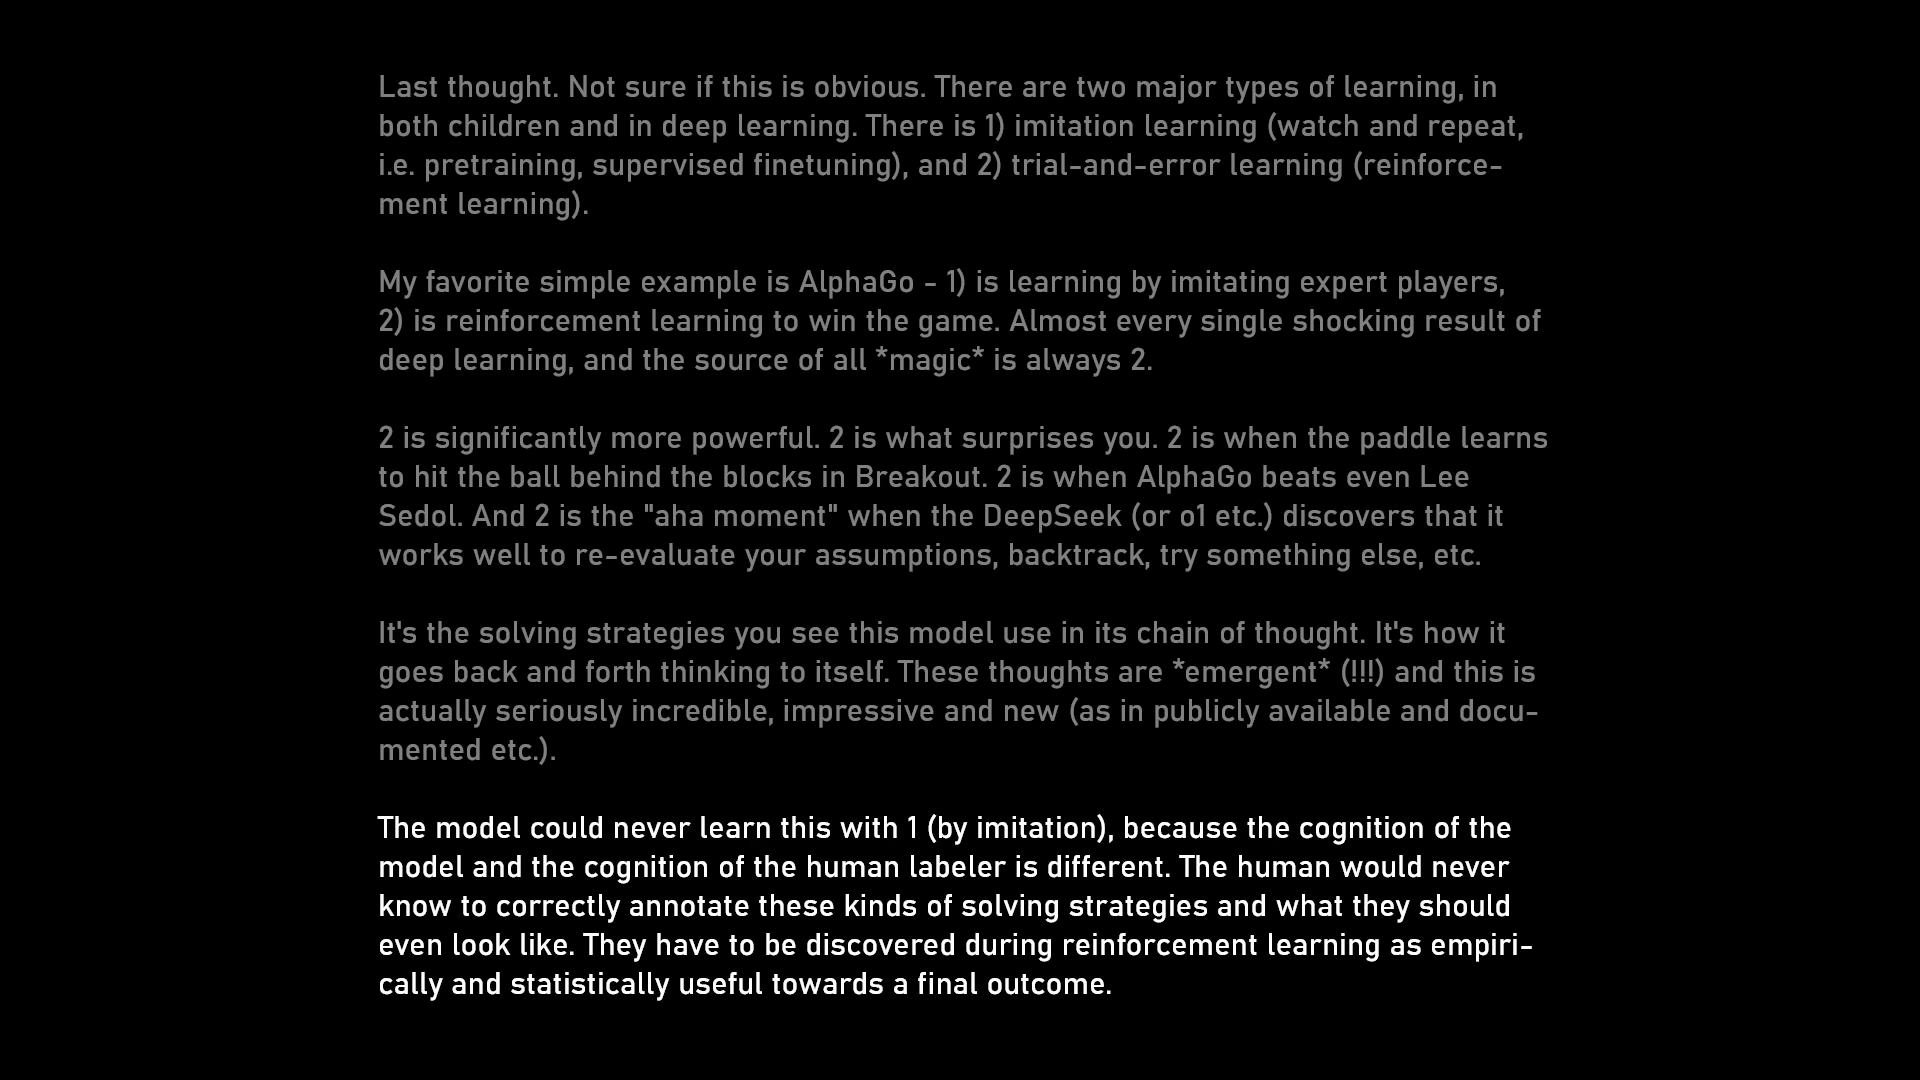 Last thought. Not sure if this is obvious. There are two major types of learning, in
both children and in deep learning. There is 1) imitation learning (watch and repeat,
i.e. pretraining, supervised finetuning), and 2) trial-and-error learning (reinforce-
ment learning).
My favorite simple example is AlphaGo - 1) is learning by imitating expert players,
2) is reinforcement learning to win the game. Almost every single shocking result of
deep learning, and the source of all *magic* is always 2.
2 is significantly more powerful. 2 is what surprises you. 2 is when the paddle learns
to hit the ball behind the blocks in Breakout. 2 is when AlphaGo beats even Lee
Sedol. And 2 is the "aha moment" when the DeepSeek (or o1 etc.) discovers that it
works well to re-evaluate your assumptions, backtrack, try something else, etc.
It's the solving strategies you see this model use in its chain of thought. It's how it
goes back and forth thinking to itself. These thoughts are *emergent* (!!!) and this is
actually seriously incredible, impressive and new (as in publicly available and docu-
mented etc.).
The model could never learn this with 1 (by imitation), because the cognition of the
model and the cognition of the human labeler is different. The human would never
know to correctly annotate these kinds of solving strategies and what they should
even look like. They have to be discovered during reinforcement learning as empiri-
cally and statistically useful towards a final outcome.